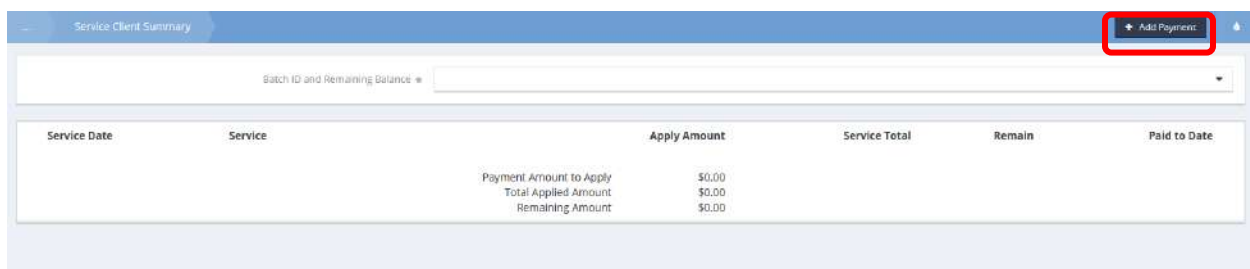 ... Service Client Summary + Add Payment
Batch ID and Remaining Balance
Service Date Service Apply Amount Service Total Remain Paid to Date
Payment Amount to Apply $0.00
Total Applied Amount $0.00
Remaining Amount $0.00